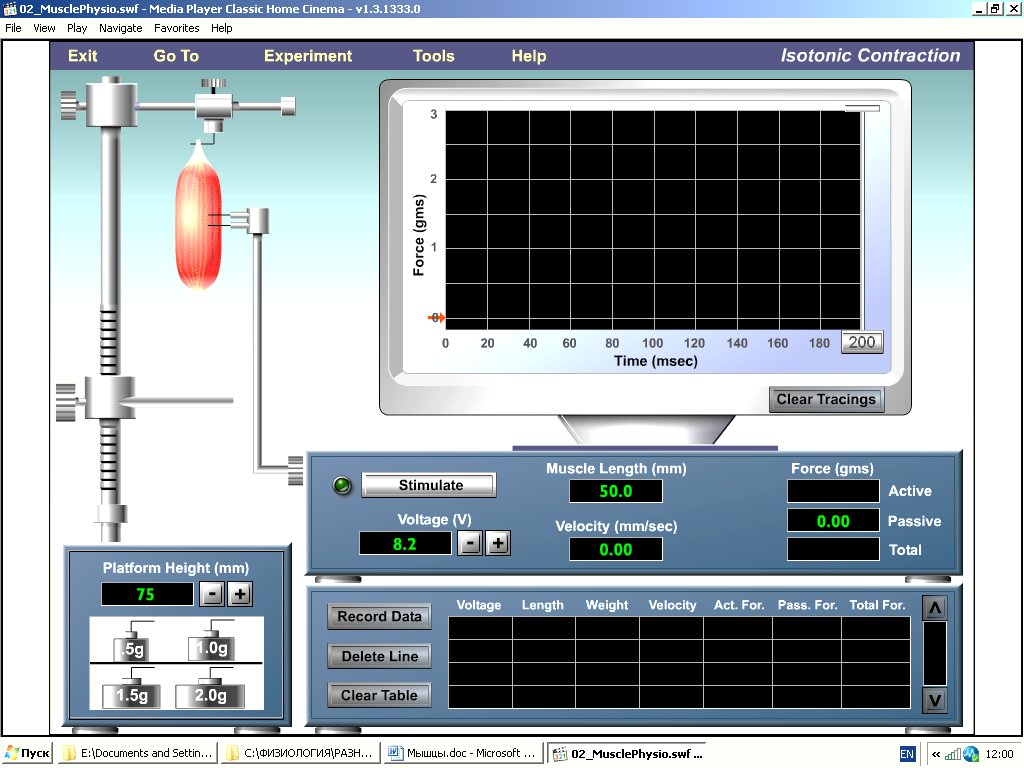 02_MusclePhysio.swf - Media Player Classic Home Cinema - v1.3.1333.0
File View Play Navigate Favorites Help
Exit Go To Experiment Tools Help Isotonic Contraction
3
2
1
0
Force (gms)
0 20 40 60 80 100 120 140 160 180 200
Time (msec)
Clear Tracings
Stimulate
Voltage (V)
8.2 - +
Muscle Length (mm)
50.0
Velocity (mm/sec)
0.00
Force (gms)
Active
0.00 Passive
Total
Platform Height (mm)
75 - +
.5g 1.0g
1.5g 2.0g
Record Data
Delete Line
Clear Table
Voltage Length Weight Velocity Act. For. Pass. For. Total For.
Пуск E:\Documents and Settin... C:\ФИЗИОЛОГИЯ\РАЗН... Мышцы.doc - Microsoft ... 02_MusclePhysio.swf ... EN « 12:00